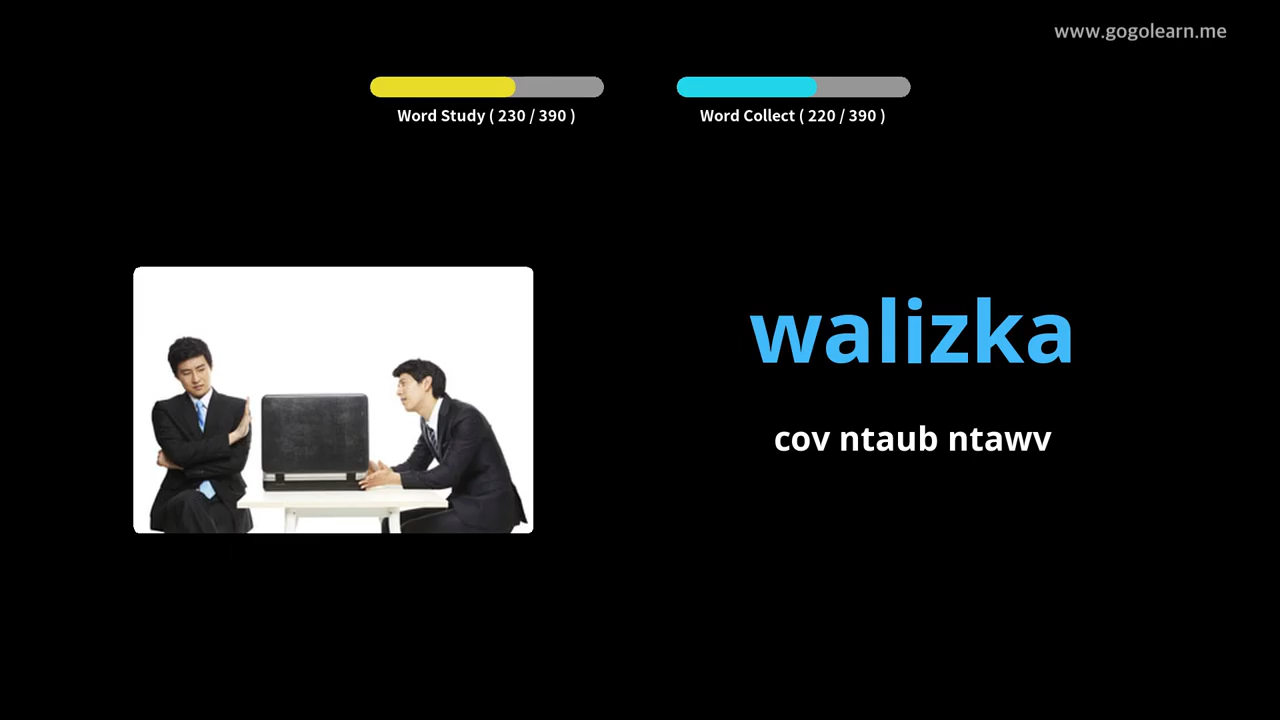 www.gogolearn.me
Word Study ( 230 / 390 )
Word Collect ( 220 / 390 )
walizka
cov ntaub ntawv